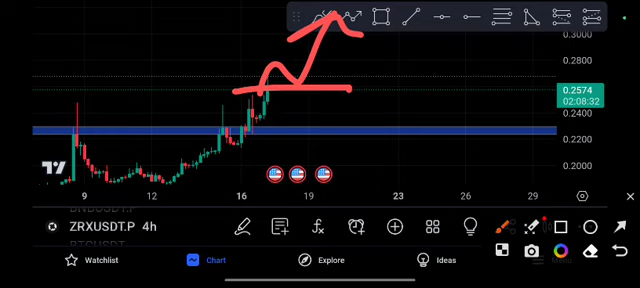 0.3000
0.2800
0.2574
02:08:32
0.2400
0.2200
0.2000
9 12 16 19 23 26 29
ZRXUSDT.P 4h
Watchlist Chart Explore Ideas